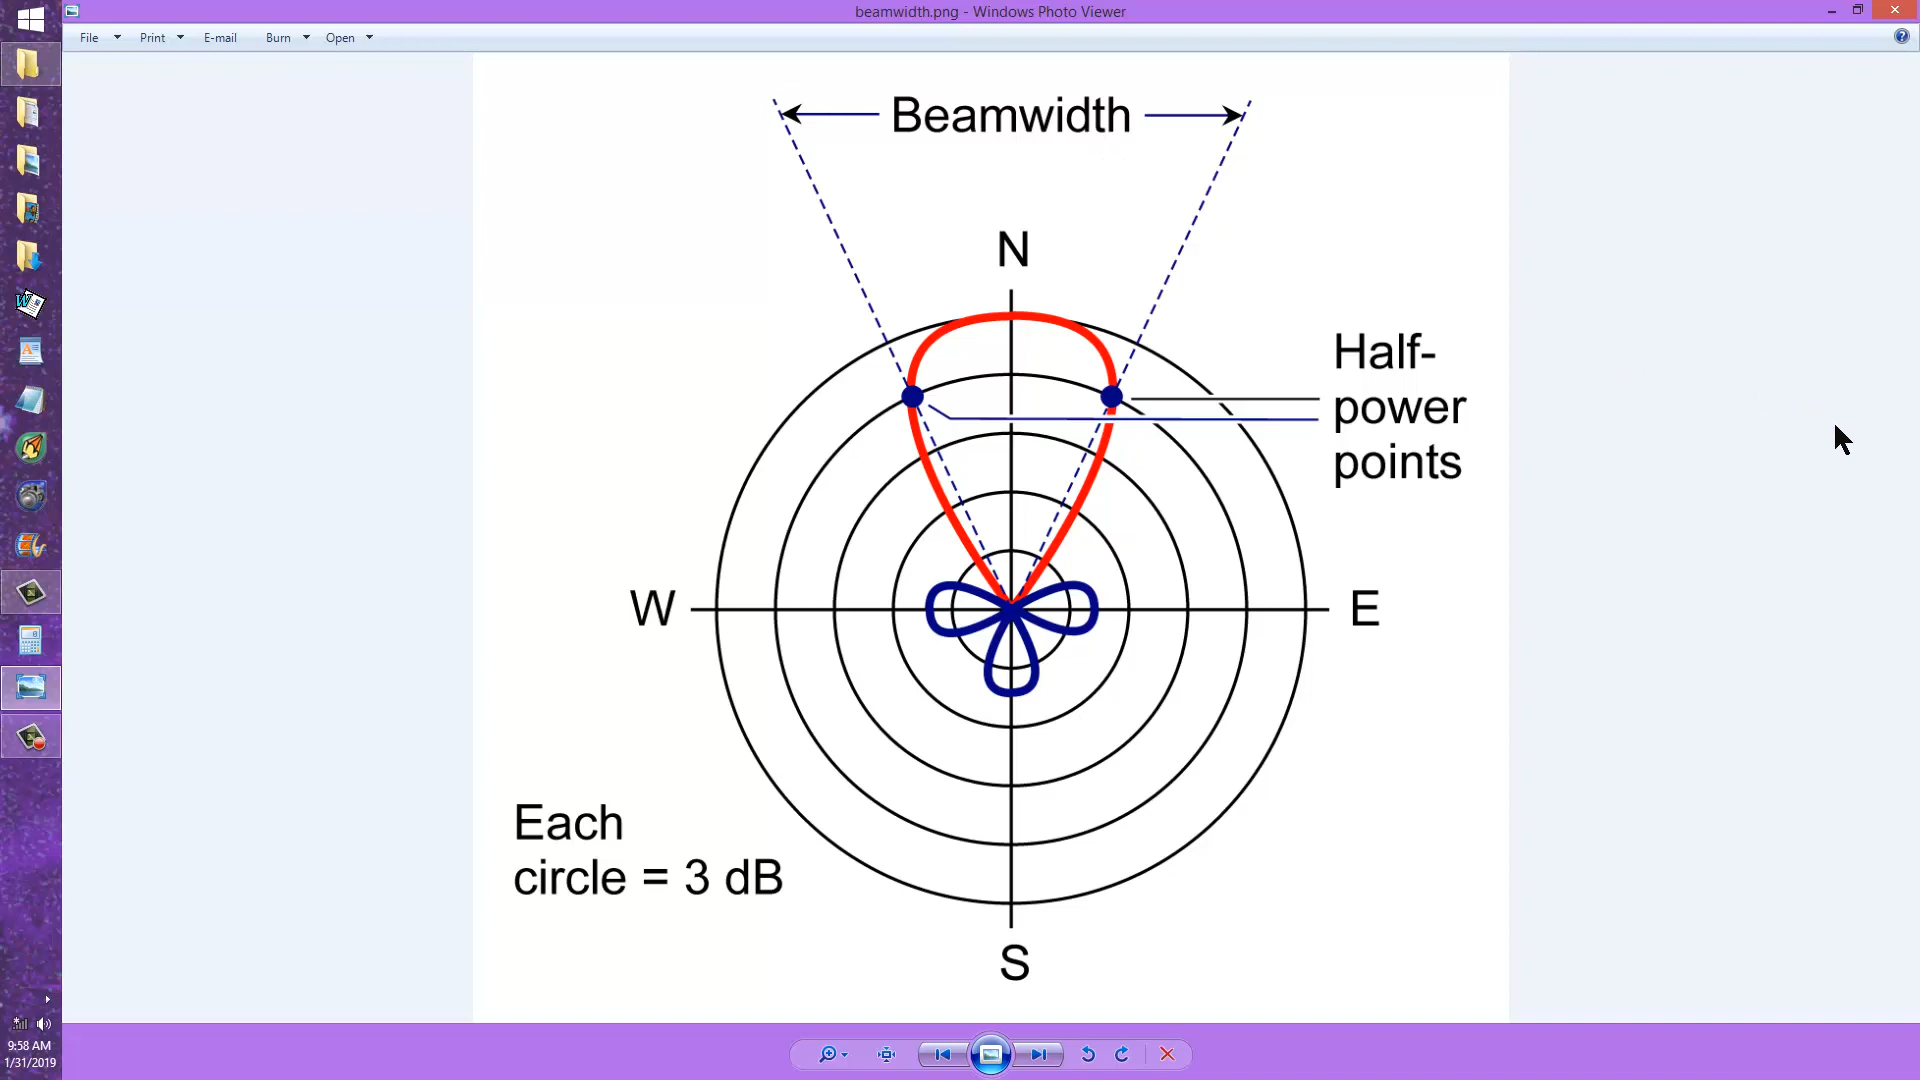 beamwidth.png - Windows Photo Viewer
File Print E-mail Burn Open
Beamwidth
N
Half-
power
points
W
E
Each
circle = 3 dB
S
9:58 AM
1/31/2019